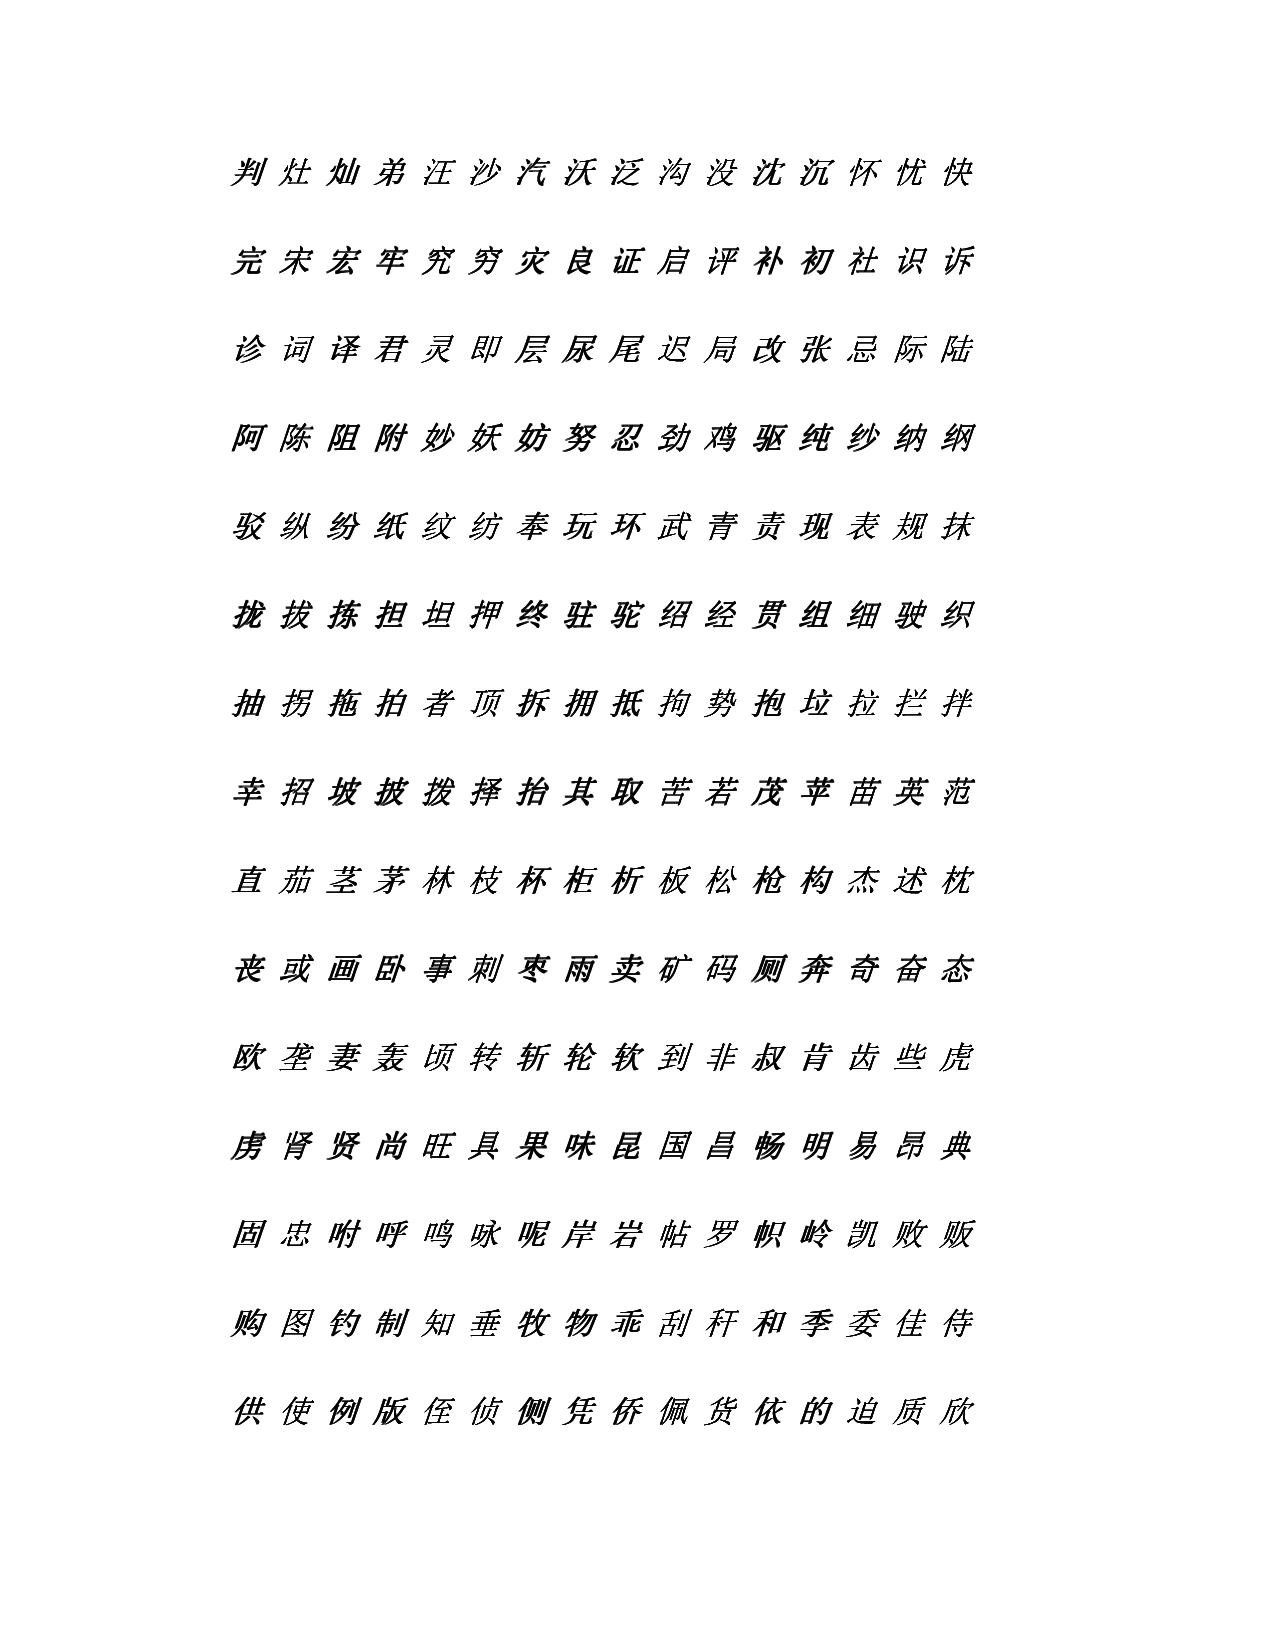 判 灶 灿 弟 汪 沙 汽 沃 泛 沟 没 沈 沉 怀 忧 快
完 宋 宏 牢 究 穷 灾 良 证 启 评 补 初 社 识 诉
诊 词 译 君 灵 即 层 尿 尾 迟 局 改 张 忌 际 陆
阿 陈 阻 附 妙 妖 妨 努 忍 劲 鸡 驱 纯 纱 纳 纲
驳 纵 纷 纸 纹 纺 奉 玩 环 武 青 责 现 表 规 抹
拢 拔 拣 担 坦 押 终 驻 驼 绍 经 贯 组 细 驶 织
抽 拐 拖 拍 者 顶 拆 拥 抵 拘 势 抱 垃 拉 拦 拌
幸 招 坡 披 拨 择 抬 其 取 苦 若 茂 苹 苗 英 范
直 茄 茎 茅 林 枝 杯 柜 析 板 松 枪 构 杰 述 枕
丧 或 画 卧 事 刺 枣 雨 卖 矿 码 厕 奔 奇 奋 态
欧 垄 妻 轰 顷 转 斩 轮 软 到 非 叔 肯 齿 些 虎
虏 肾 贤 尚 旺 具 果 味 昆 国 昌 畅 明 易 昂 典
固 忠 咐 呼 鸣 咏 呢 岸 岩 帖 罗 帜 岭 凯 败 贩
购 图 钓 制 知 垂 牧 物 乖 刮 秆 和 季 委 佳 侍
供 使 例 版 侄 侦 侧 凭 侨 佩 货 依 的 迫 质 欣